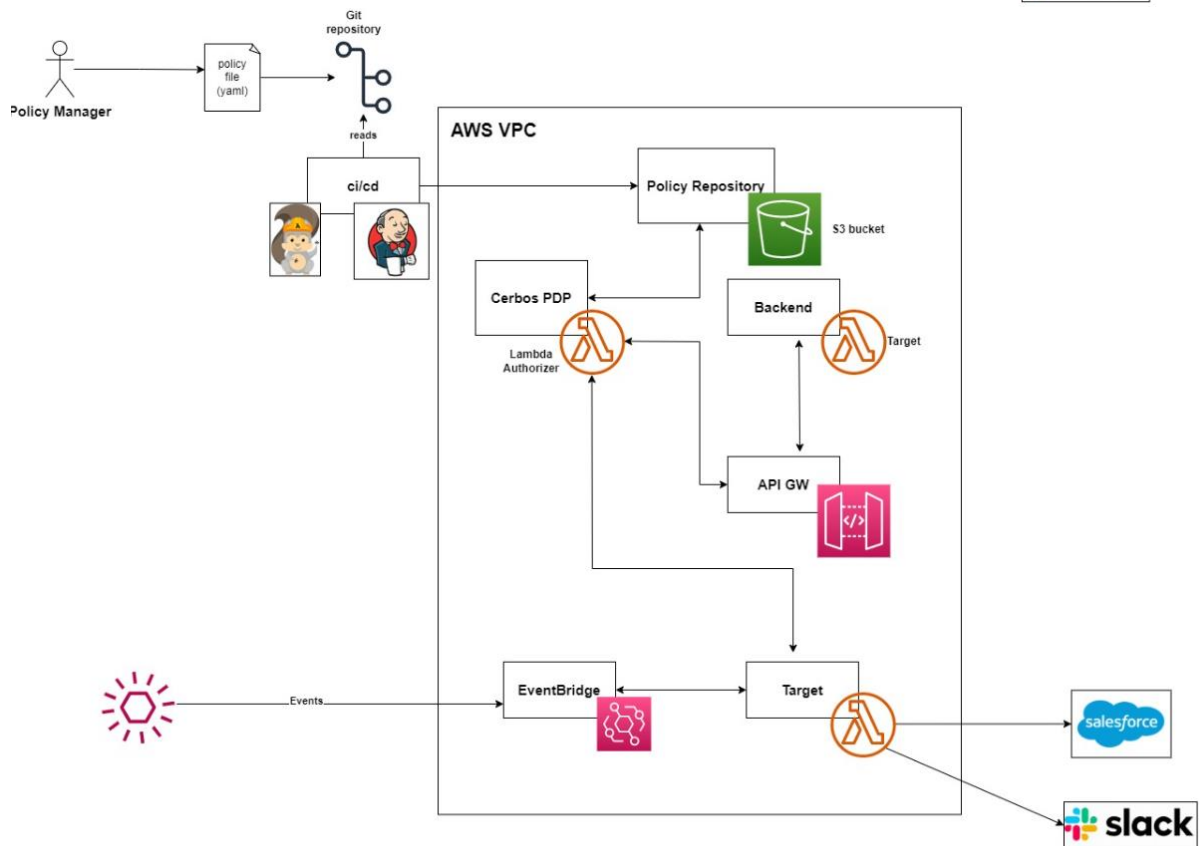 Git
repository
policy
file
(yaml)
Policy Manager
reads
AWS VPC
ci/cd
Policy Repository
S3 bucket
A
Cerbos PDP
Backend
Lambda
Authorizer
Target
API GW
</>
Events
EventBridge
Target
salesforce
slack